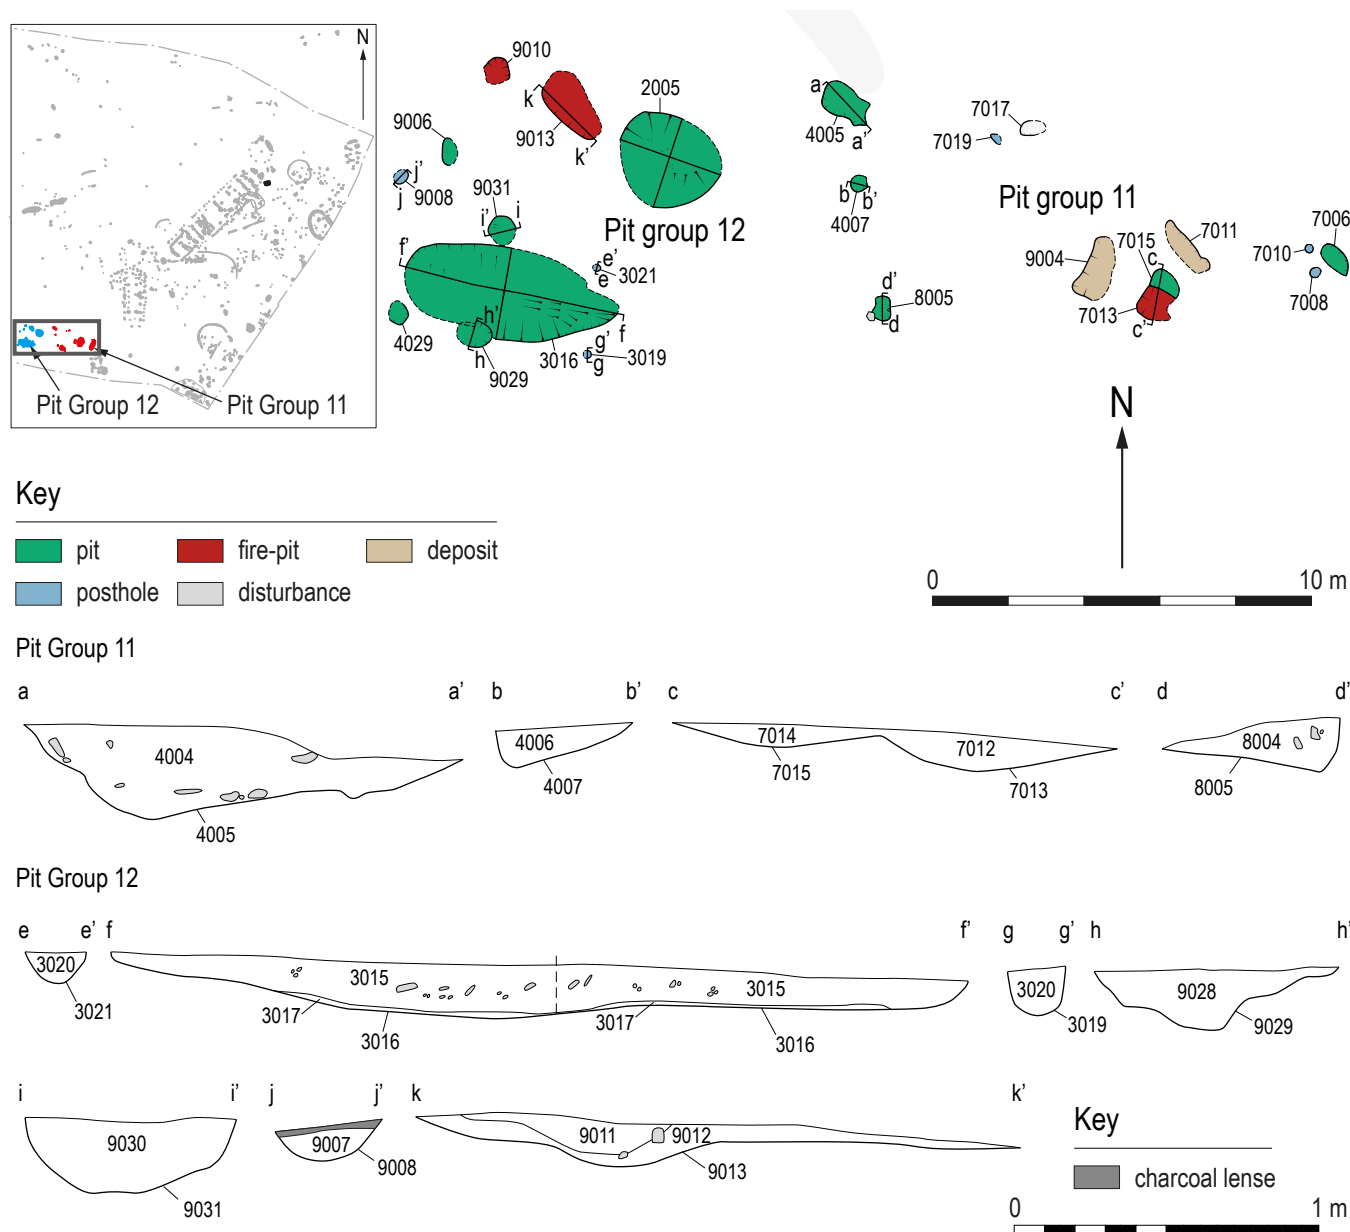 N
Pit Group 12
Pit Group 11
9010
k
9013
k'
2005
9006
j'
j
9008
9031
i'
i
Pit group 12
f'
e'
e
3021
h'
f
g'
g
3019
4029
h
9029
3016
a
4005
a'
7017
7019
b
b'
4007
Pit group 11
7011
7006
7015
7010
9004
c
7008
d'
8005
d
7013
c'
N
Key
pit
fire-pit
deposit
posthole
disturbance
0
10 m
Pit Group 11
a
a'
b
b'
c
c'
d
d'
4004
4005
4006
4007
7014
7015
7012
7013
8004
8005
Pit Group 12
e
e'
f
f'
g
g'
h
h'
3020
3021
3015
3015
3017
3016
3017
3016
3020
3019
9028
9029
i
i'
j
j'
k
k'
9030
9031
9007
9008
9011
9012
9013
Key
charcoal lense
0
1 m